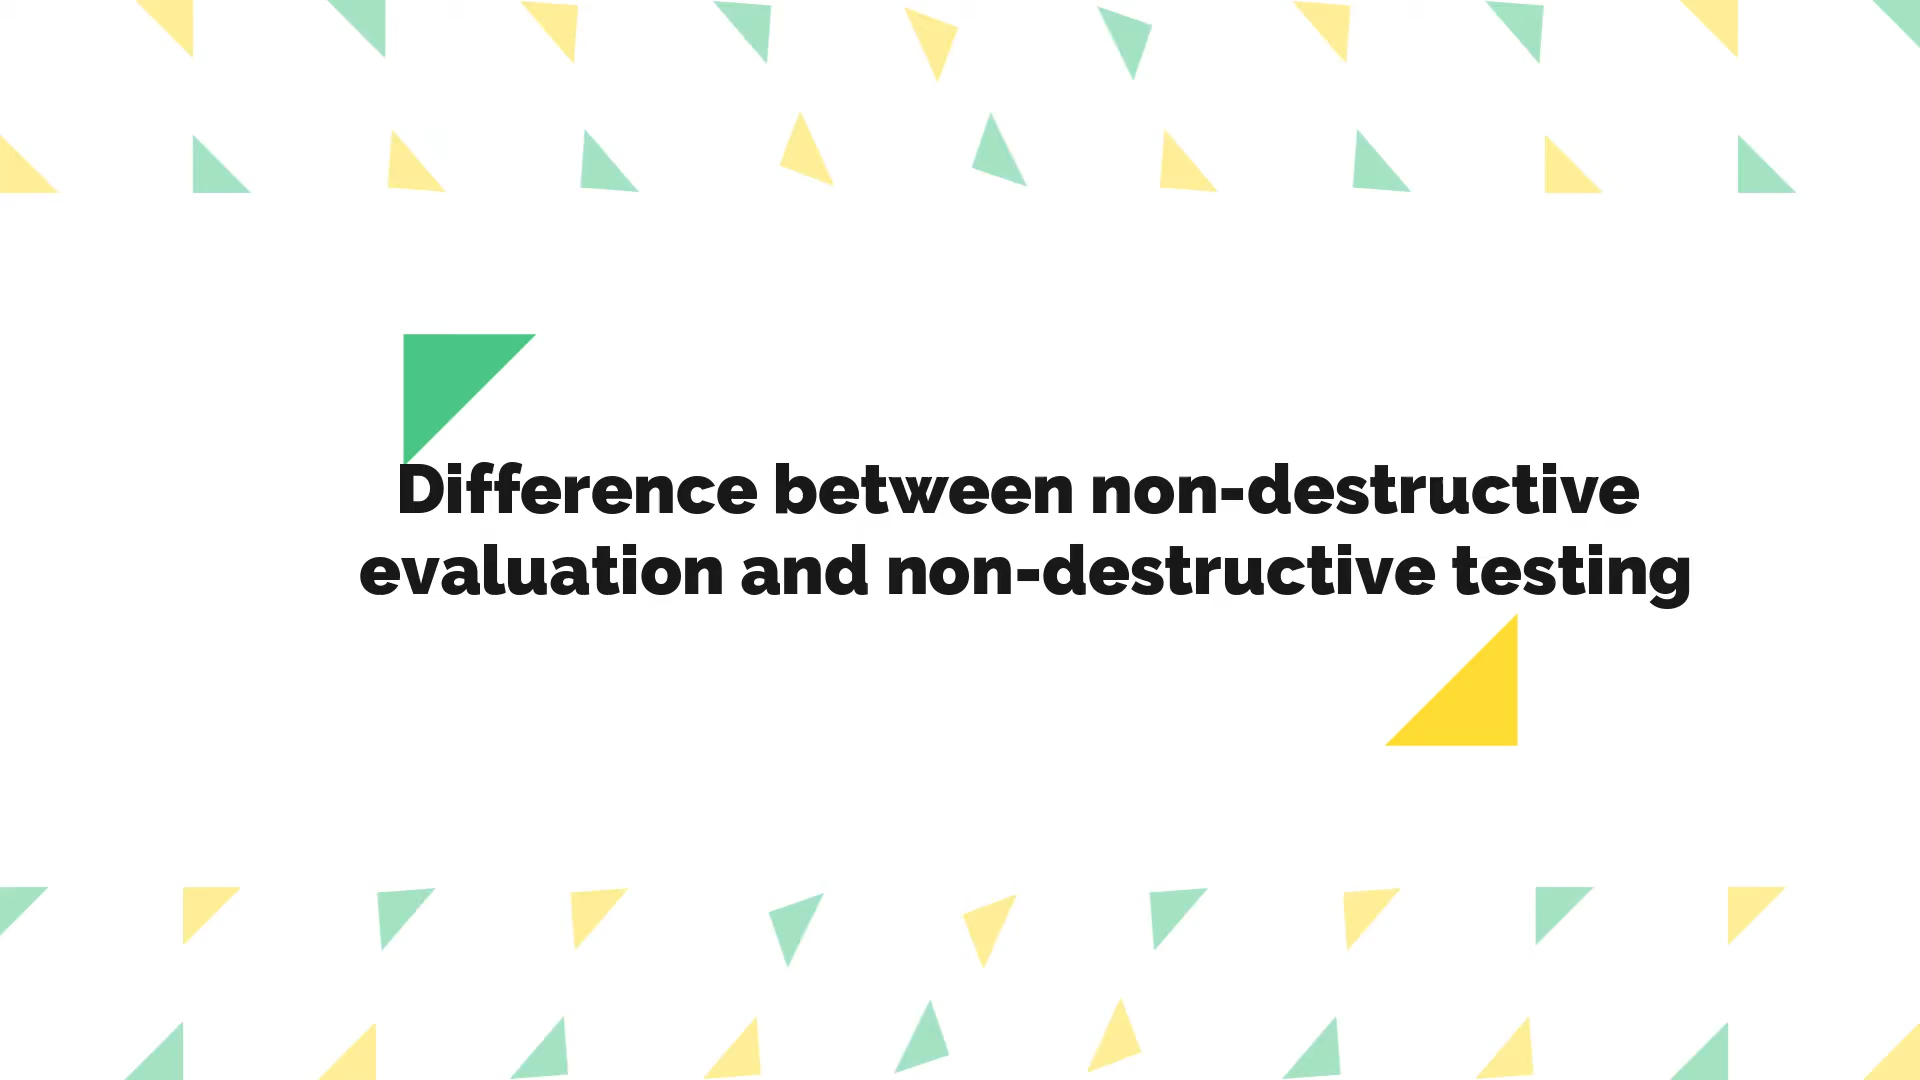 Difference between non-destructive
evaluation and non-destructive testing